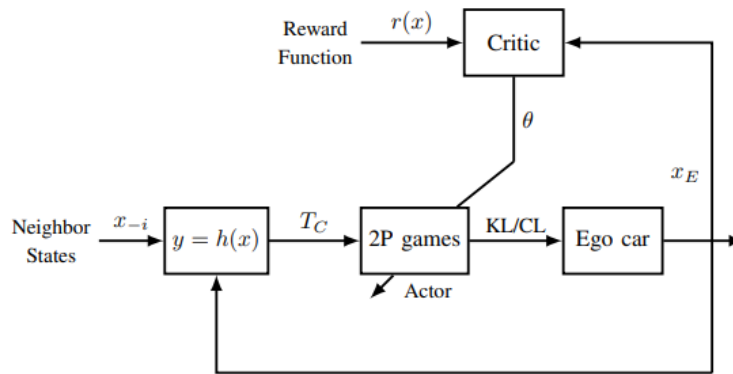 Reward
Function
r(x)
Critic
θ
x_E
Neighbor
States
x_{-i}
y = h(x)
T_C
2P games
KL/CL
Ego car
Actor